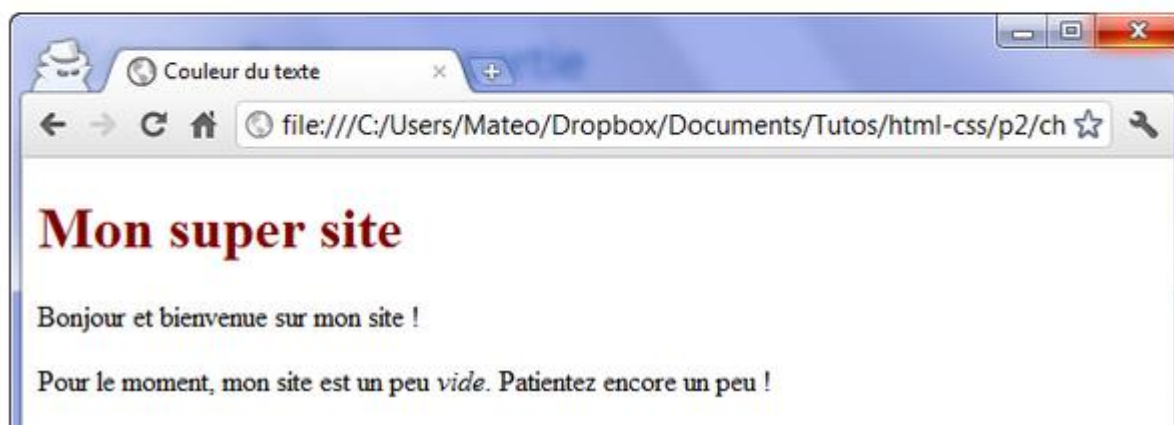 Couleur du texte
file:///C:/Users/Mateo/Dropbox/Documents/Tutos/html-css/p2/ch
Mon super site
Bonjour et bienvenue sur mon site !
Pour le moment, mon site est un peu vide. Patientez encore un peu !